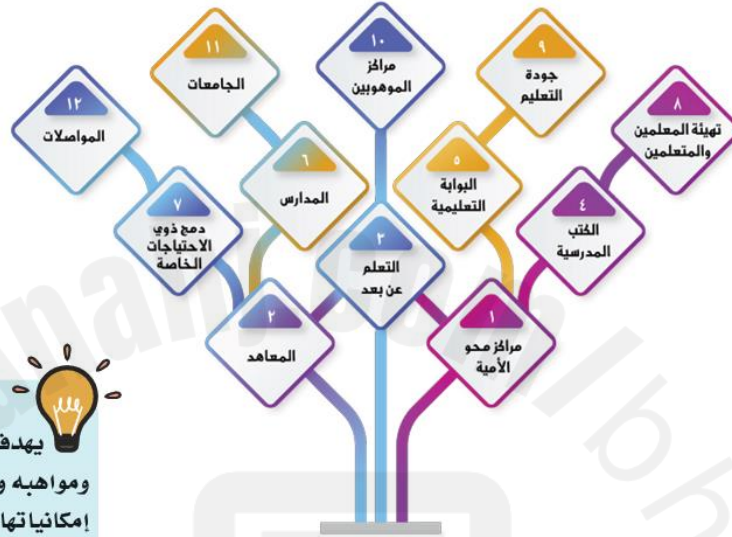 ١
مراكز محو
الأمية
٢
المعاهد
٣
التعلم
عن بعد
٤
الكتب
المدرسية
٥
البوابة
التعليمية
٦
المدارس
٧
دمج ذوي
الاحتياجات
الخاصة
٨
تهيئة المعلمين
والمتعلمين
٩
جودة
التعليم
١٠
مراكز
الموهوبين
١١
الجامعات
١٢
المواصلات
يهدف
ومواهبه و
إمكانياتها